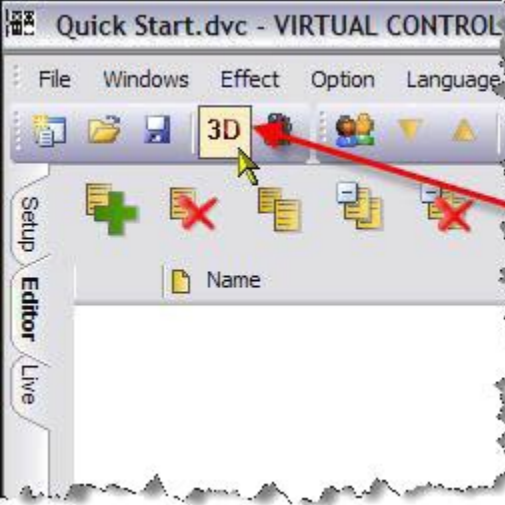 Quick Start.dvc - VIRTUAL CONTROL
File Windows Effect Option Language
3D
Name
Setup
Editor
Live